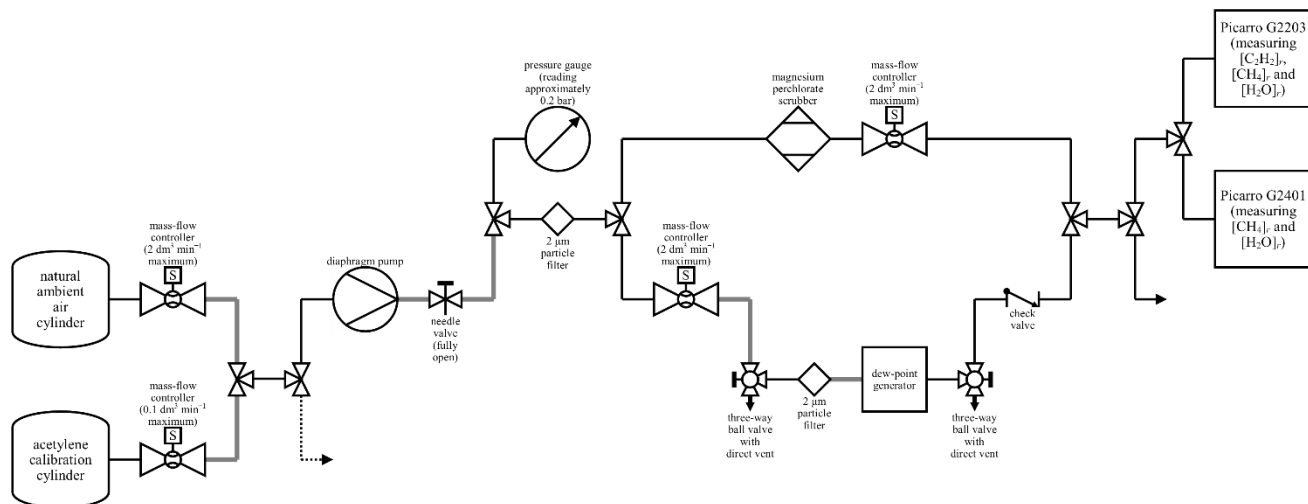 Picarro G2203
(measuring
[C₂H₂]ᵣ,
[CH₄]ᵣ and
[H₂O]ᵣ)
pressure gauge
(reading
approximately
0.2 bar)
magnesium
perchlorate
scrubber
mass-flow
controller
(2 dm³ min⁻¹
maximum)
S
Picarro G2401
(measuring
[CH₄]ᵣ and
[H₂O]ᵣ)
mass-flow
controller
(2 dm³ min⁻¹
maximum)
S
2 µm
particle
filter
mass-flow
controller
(2 dm³ min⁻¹
maximum)
S
diaphragm pump
natural
ambient
air
cylinder
needle
valve
(fully
open)
check
valve
mass-flow
controller
(0.1 dm³ min⁻¹
maximum)
S
dew-point
generator
acetylene
calibration
cylinder
three-way
ball valve
with
direct vent
2 µm
particle
filter
three-way
ball valve
with
direct vent